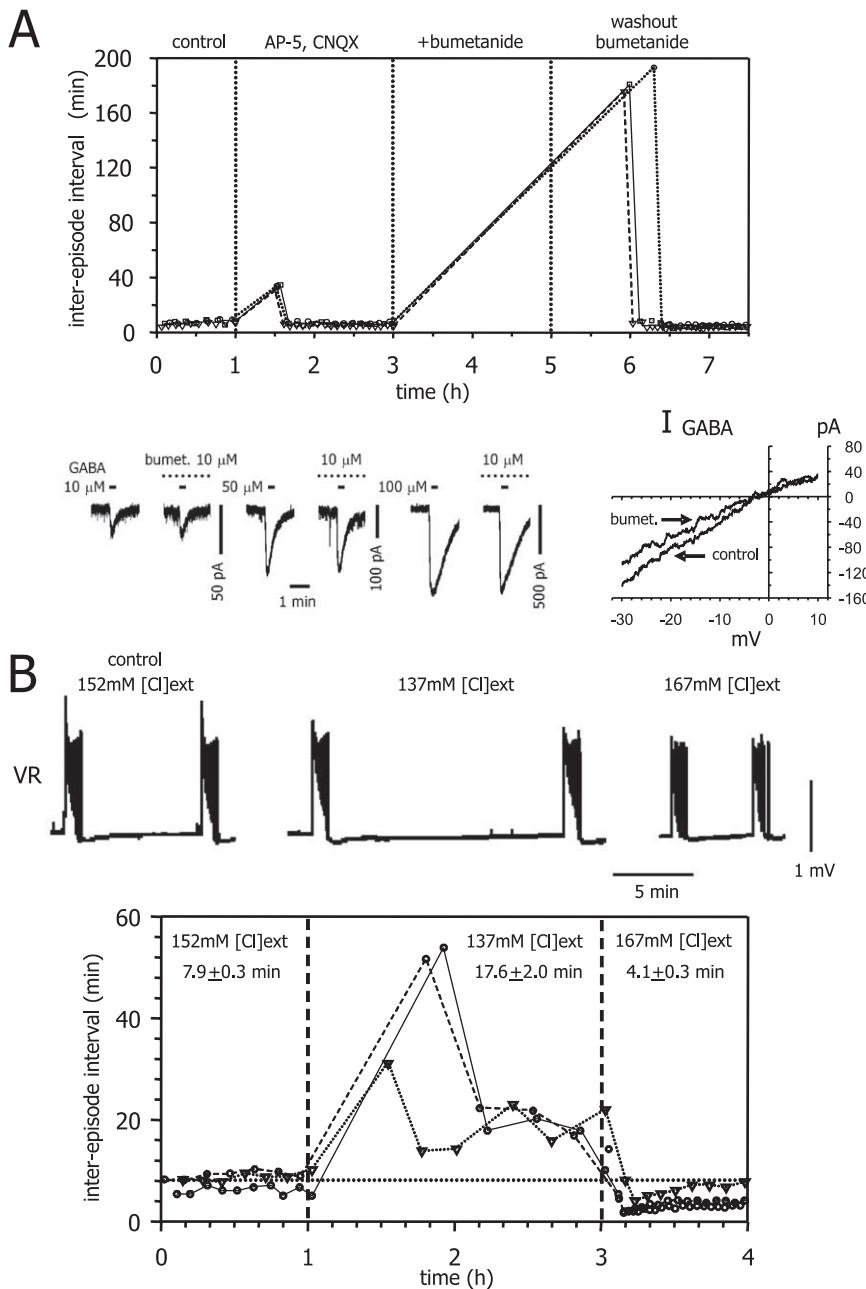 A
control AP-5, CNQX +bumetanide washout bumetanide
inter-episode interval (min)
200
160
120
80
40
0
0 1 2 3 4 5 6 7
time (h)
GABA bumet. 10 μM 10 μM 10 μM
10 μM 50 μM 100 μM
50 pA
1 min
100 pA
500 pA
I GABA pA
80
40
0
-40
-80
-120
-160
bumet.
control
-30 -20 -10 0 10
mV
B
control
152mM [Cl]ext 137mM [Cl]ext 167mM [Cl]ext
VR
1 mV
5 min
inter-episode interval (min)
60
40
20
0
152mM [Cl]ext 137mM [Cl]ext 167mM [Cl]ext
7.9±0.3 min 17.6±2.0 min 4.1±0.3 min
0 1 2 3 4
time (h)